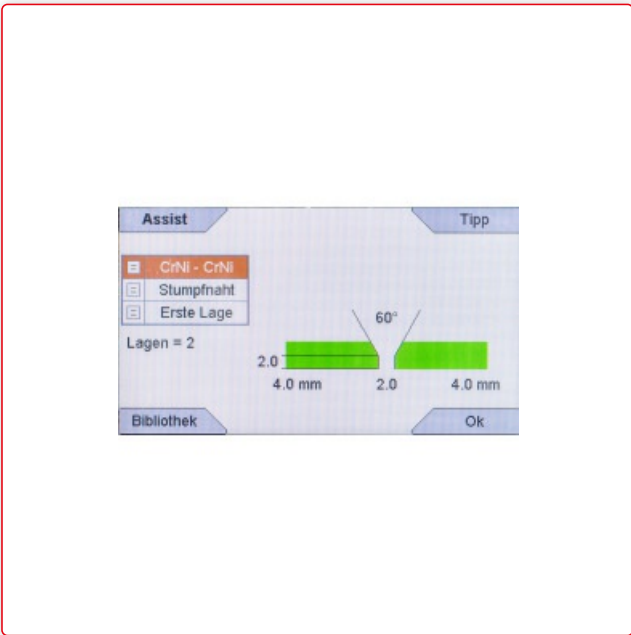 Assist
Tipp
CrNi - CrNi
Stumpfnaht
Erste Lage
Lagen = 2
60°
2.0
4.0 mm
2.0
4.0 mm
Bibliothek
Ok